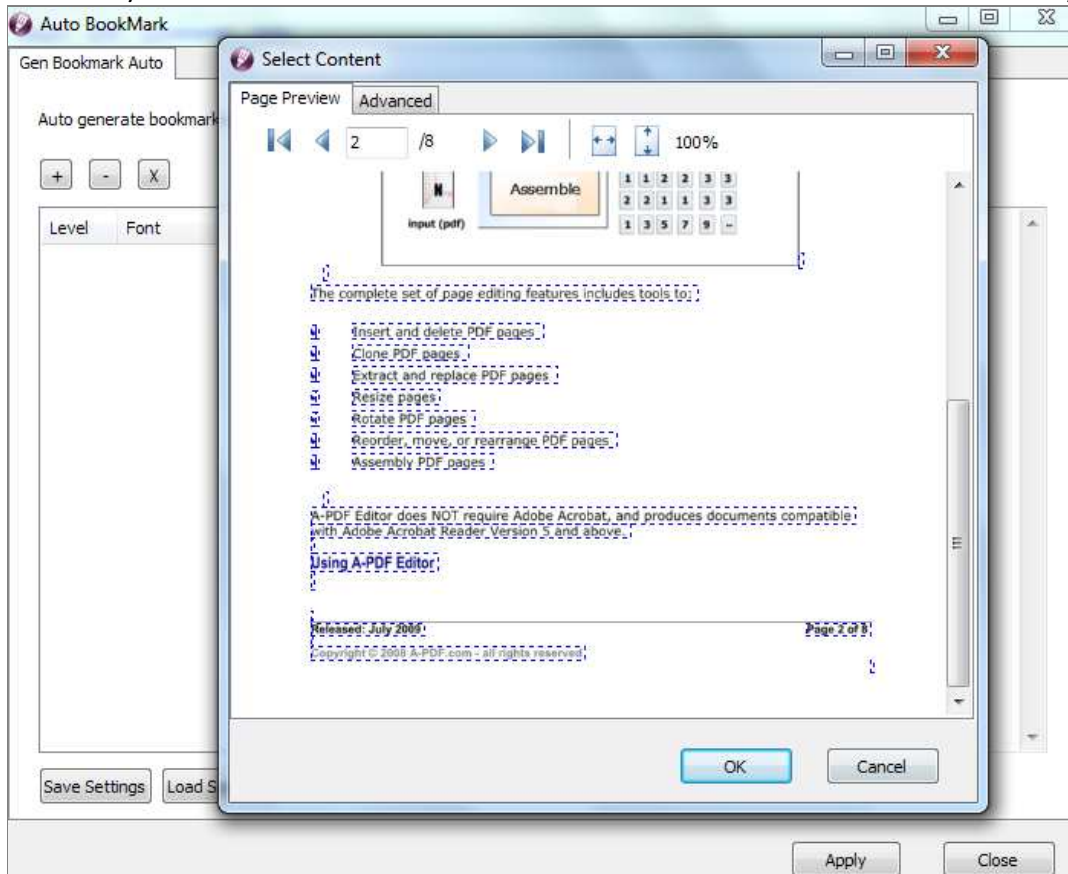 Auto BookMark
Gen Bookmark Auto
Select Content
Page Preview Advanced
Auto generate bookmark
2 /8 100%
+ - X
N Assemble
input (pdf)
1 1 2 2 3 3
2 2 1 1 3 3
1 3 5 7 9 –
Level Font
The complete set of page editing features includes tools to:
Insert and delete PDF pages
Clone PDF pages
Extract and replace PDF pages
Resize pages
Rotate PDF pages
Reorder, move, or rearrange PDF pages
Assembly PDF pages
A-PDF Editor does NOT require Adobe Acrobat, and produces documents compatible
with Adobe Acrobat Reader Version 5 and above.
Using A-PDF Editor
Released: July 2009 Page 2 of 8
Copyright © 2008 A-PDF.com - all rights reserved
OK Cancel
Save Settings Load S
Apply Close